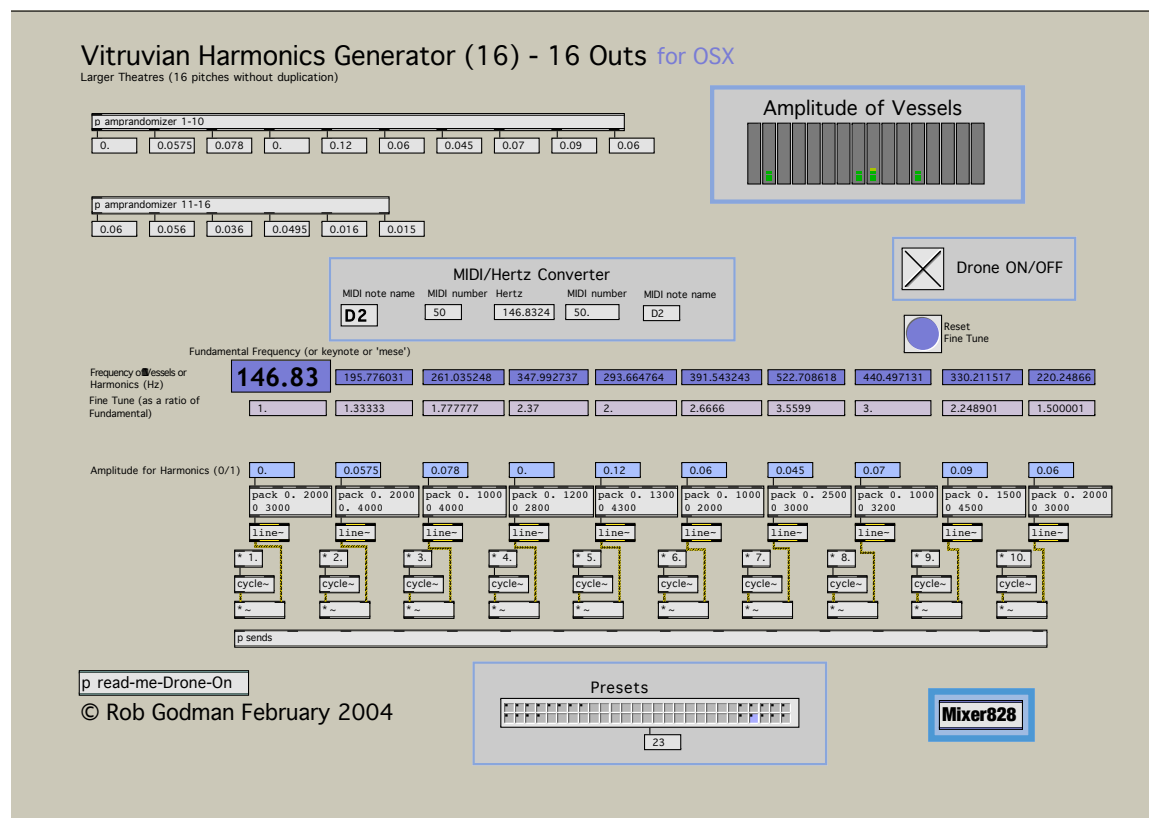 Vitruvian Harmonics Generator (16) - 16 Outs for OSX
Larger Theatres (16 pitches without duplication)
Amplitude of Vessels
p amprandomizer 1-10
0. 0.0575 0.078 0. 0.12 0.06 0.045 0.07 0.09 0.06
p amprandomizer 11-16
0.06 0.056 0.036 0.0495 0.016 0.015
Drone ON/OFF
MIDI/Hertz Converter
MIDI note name MIDI number Hertz MIDI number MIDI note name
D2 50 146.8324 50. D2
Reset
Fine Tune
Fundamental Frequency (or keynote or 'mese')
Frequency of Vessels or
Harmonics (Hz)
146.83 195.776031 261.035248 347.992737 293.664764 391.543243 522.708618 440.497131 330.211517 220.24866
Fine Tune (as a ratio of
Fundamental)
1. 1.33333 1.777777 2.37 2. 2.6666 3.5599 3. 2.248901 1.500001
Amplitude for Harmonics (0/1) 0. 0.0575 0.078 0. 0.12 0.06 0.045 0.07 0.09 0.06
pack 0. 2000 pack 0. 2000 pack 0. 1000 pack 0. 1200 pack 0. 1300 pack 0. 1000 pack 0. 2500 pack 0. 1000 pack 0. 1500 pack 0. 2000
0 3000 0. 4000 0 4000 0 2800 0 4300 0 2000 0 3000 0 3200 0 4500 0 3000
line~ line~ line~ line~ line~ line~ line~ line~ line~ line~
* 1. * 2. * 3. * 4. * 5. * 6. * 7. * 8. * 9. * 10.
cycle~ cycle~ cycle~ cycle~ cycle~ cycle~ cycle~ cycle~ cycle~ cycle~
*~ *~ *~ *~ *~ *~ *~ *~ *~ *~
p sends
p read-me-Drone-On
© Rob Godman February 2004
Presets
23
Mixer828